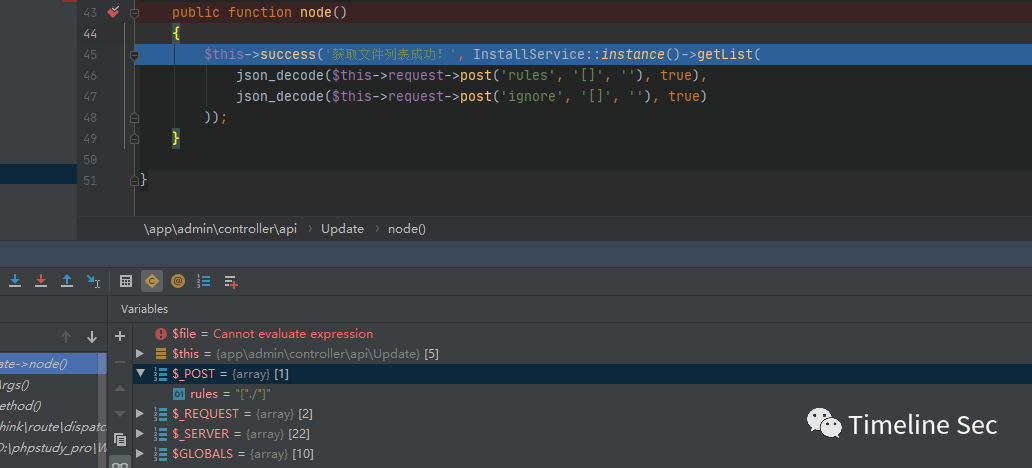 43 public function node()
44 {
45 $this->success('获取文件列表成功！', InstallService::instance()->getList(
46 json_decode($this->request->post('rules', '[]', ''), true),
47 json_decode($this->request->post('ignore', '[]', ''), true)
48 ));
49 }
50
51 }
\app\admin\controller\api › Update › node()
Variables
$file = Cannot evaluate expression
ate->node() $this = {app\admin\controller\api\Update} [5]
$_POST = {array} [1]
rgs() rules = "["./"]"
ethod() $_REQUEST = {array} [2]
hink\route\dispatc $_SERVER = {array} [22]
D:\phpstudy_pro\W $GLOBALS = {array} [10]
Timeline Sec